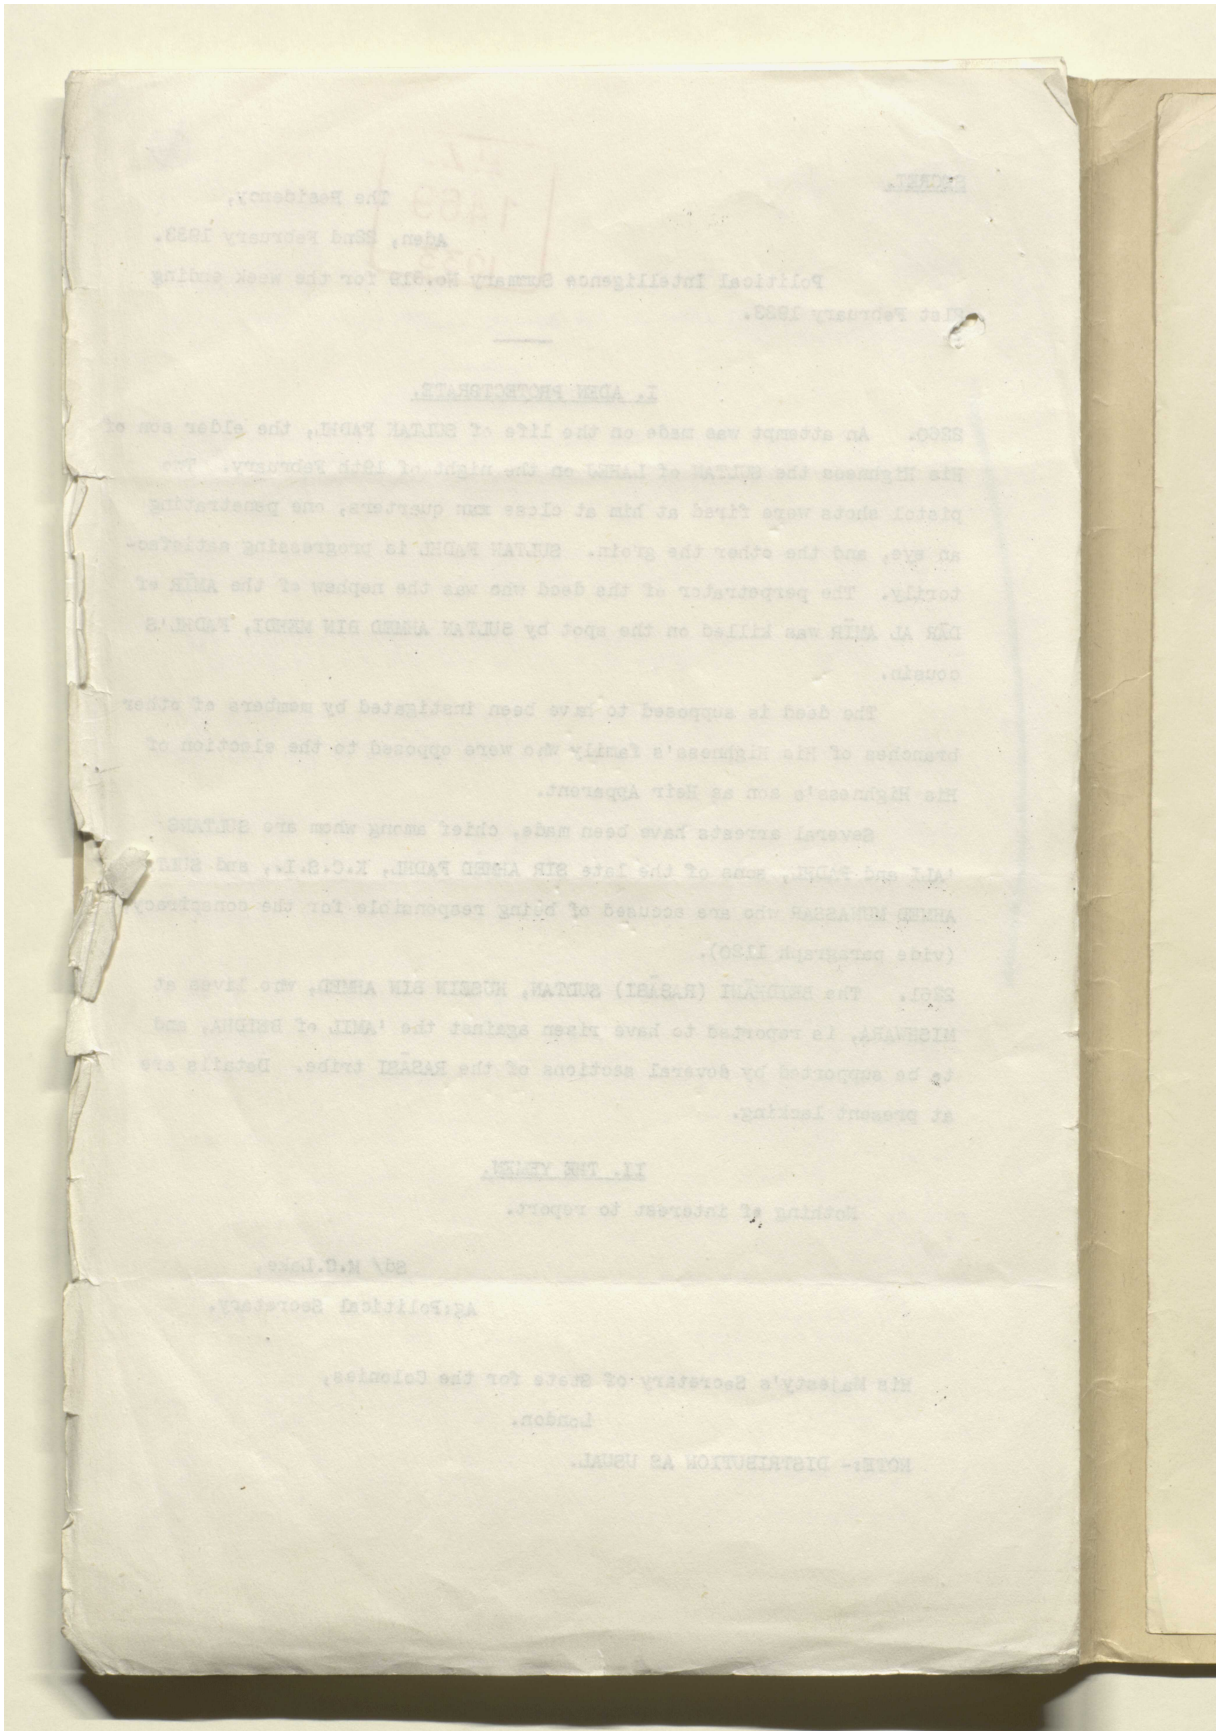 SECRET.
The Residency,
Aden, 22nd February 1933.
Political Intelligence Summary No.319 for the week ending
21st February 1933.
I. ADEN PROTECTORATE.
2260. An attempt was made on the life of SULTAN FADHL, the elder son of
His Highness the SULTAN of LAHEJ on the night of 19th February. Two
pistol shots were fired at him at close man quarters, one penetrating
an eye, and the other the groin. SULTAN FADHL is progressing satisfac-
torily. The perpetrator of the deed who was the nephew of the AMĪR of
DĀR AL AMĪR was killed on the spot by SULTAN AHMED BIN MEHDI, FADHL'S
cousin.
The deed is supposed to have been instigated by members of other
branches of His Highness's family who were opposed to the election of
His Highness's son as Heir Apparent.
Several arrests have been made, chief among whom are SULTANS
'ALI and FADHL, sons of the late SIR AHMED FADHL, K.C.S.I., and
AHMED who are accused of being responsible for the conspiracy
(vide paragraph
2261. The (RASĀSI) SULTAN, HUSEIN BIN AHMED, who lives at
MISWARA, is reported to have risen against the 'AMIL of BEIDHA, and
to be supported by several sections of the RASĀSI tribe. Details are
at present lacking.
II. THE YEMEN.
Nothing of interest to report.
Sd/ M.C.Lake,
Ag:Political Secretary.
His Majesty's Secretary of State for the Colonies,
London.
NOTE:- DISTRIBUTION AS USUAL.